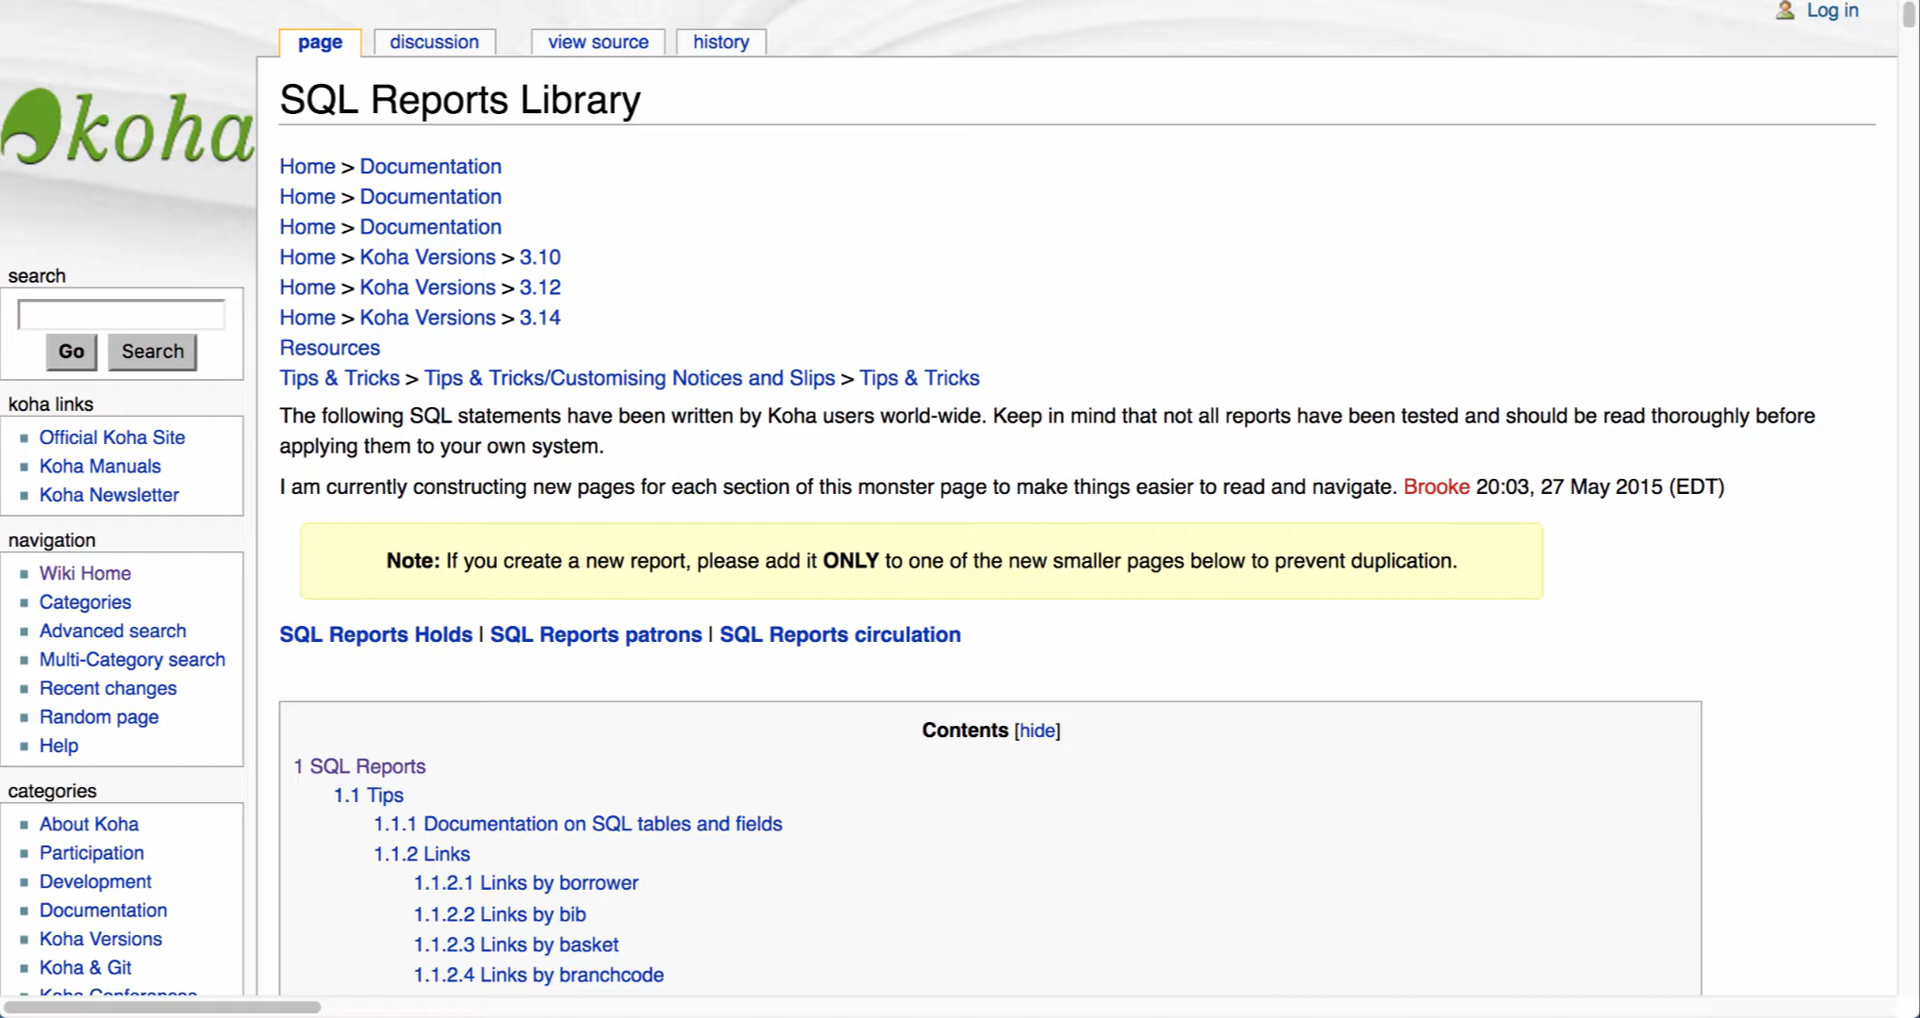 Log in
page
discussion
view source
history
koha
SQL Reports Library
Home > Documentation
Home > Documentation
Home > Documentation
Home > Koha Versions > 3.10
Home > Koha Versions > 3.12
Home > Koha Versions > 3.14
Resources
Tips & Tricks > Tips & Tricks/Customising Notices and Slips > Tips & Tricks
The following SQL statements have been written by Koha users world-wide. Keep in mind that not all reports have been tested and should be read thoroughly before
applying them to your own system.
I am currently constructing new pages for each section of this monster page to make things easier to read and navigate. Brooke 20:03, 27 May 2015 (EDT)
Note: If you create a new report, please add it ONLY to one of the new smaller pages below to prevent duplication.
SQL Reports Holds | SQL Reports patrons | SQL Reports circulation
Contents [hide]
1 SQL Reports
1.1 Tips
1.1.1 Documentation on SQL tables and fields
1.1.2 Links
1.1.2.1 Links by borrower
1.1.2.2 Links by bib
1.1.2.3 Links by basket
1.1.2.4 Links by branchcode
search
Go
Search
koha links
Official Koha Site
Koha Manuals
Koha Newsletter
navigation
Wiki Home
Categories
Advanced search
Multi-Category search
Recent changes
Random page
Help
categories
About Koha
Participation
Development
Documentation
Koha Versions
Koha & Git
Koha Conferences